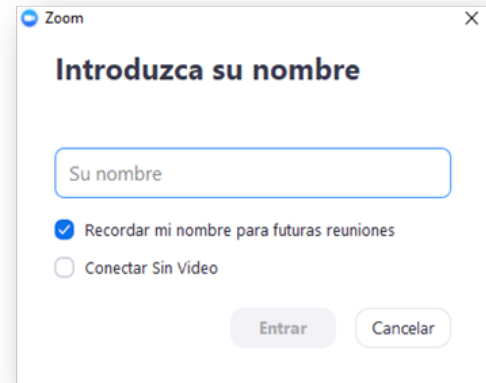 Zoom
Introduzca su nombre
Su nombre
Recordar mi nombre para futuras reuniones
Conectar Sin Video
Entrar Cancelar